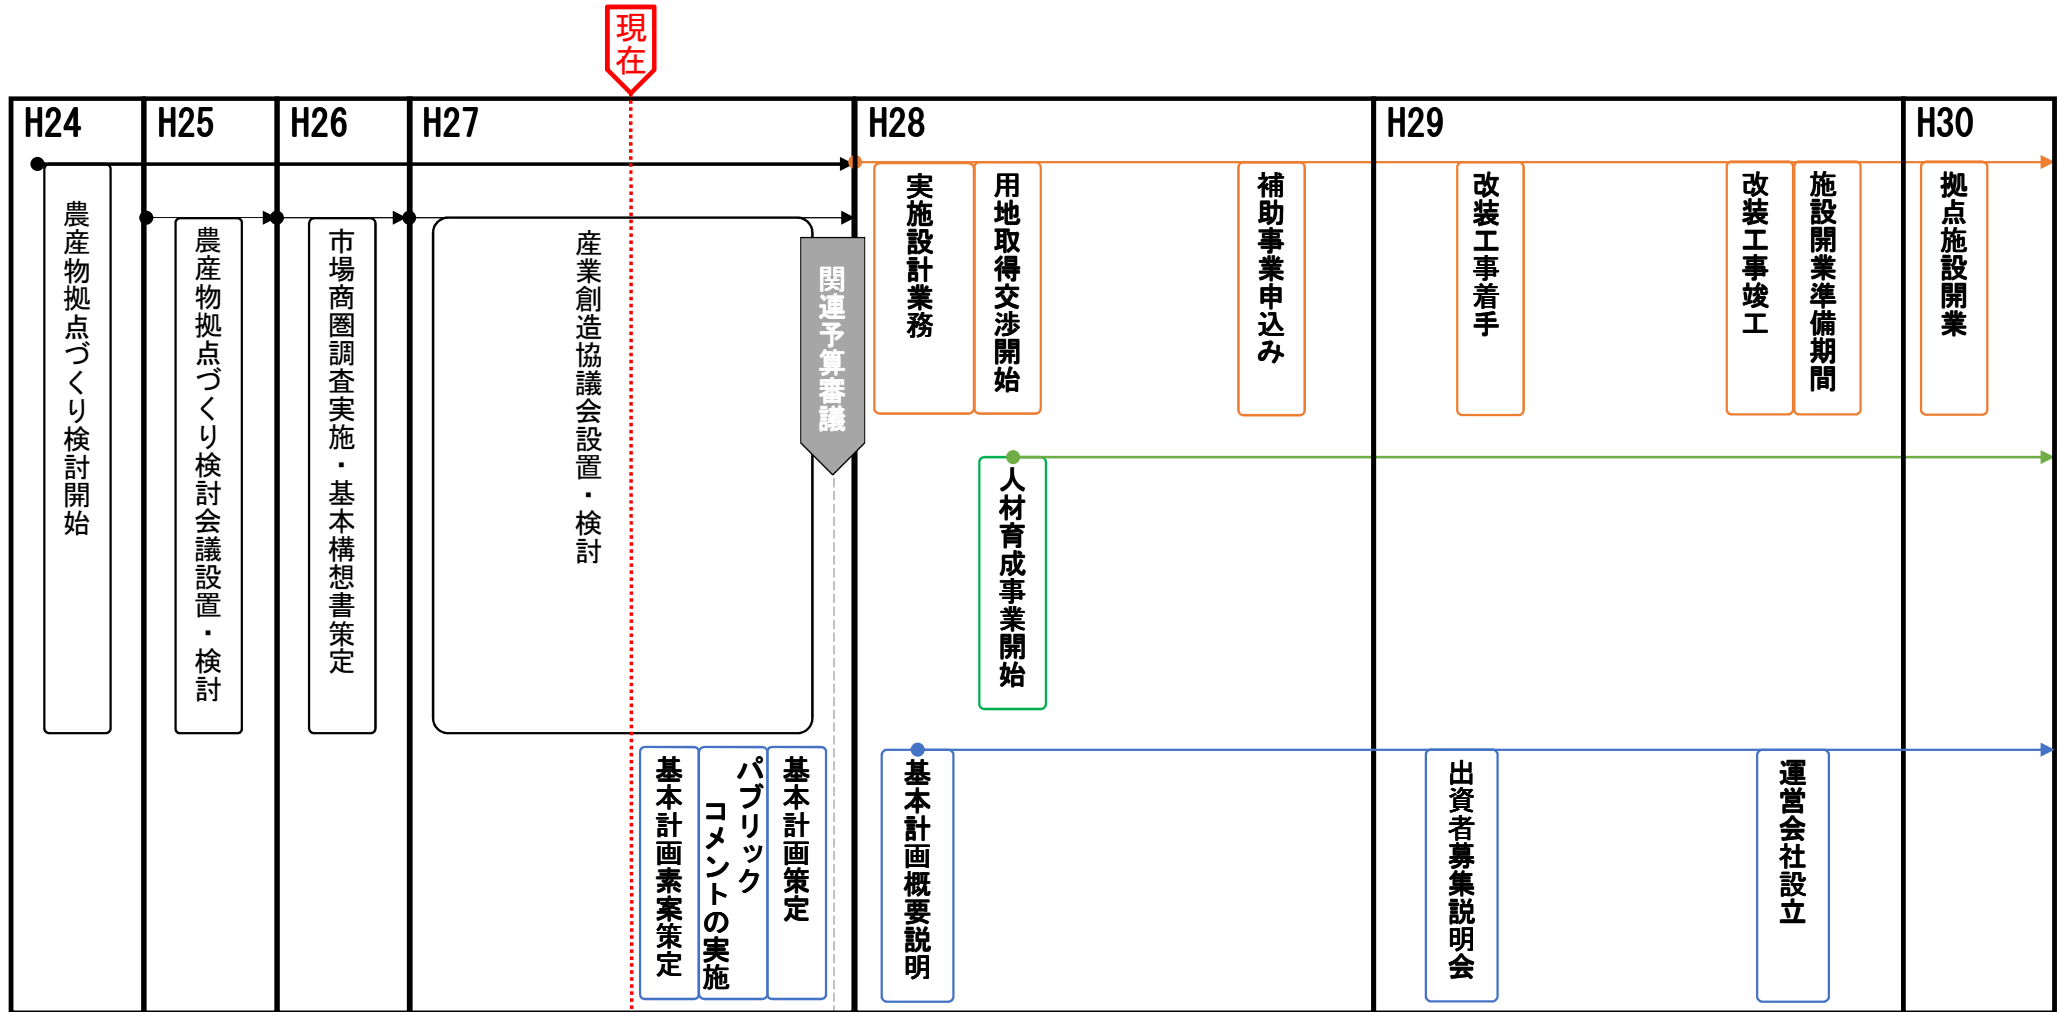 現在
H24
H25
H26
H27
H28
H29
H30
農産物拠点づくり検討開始
農産物拠点づくり検討会議設置・検討
市場商圏調査実施・基本構想書策定
産業創造協議会設置・検討
関連予算審議
実施設計業務
用地取得交渉開始
補助事業申込み
改装工事着手
改装工事竣工
施設開業準備期間
拠点施設開業
人材育成事業開始
基本計画素案策定
パブリック
コメントの実施
基本計画策定
基本計画概要説明
出資者募集説明会
運営会社設立